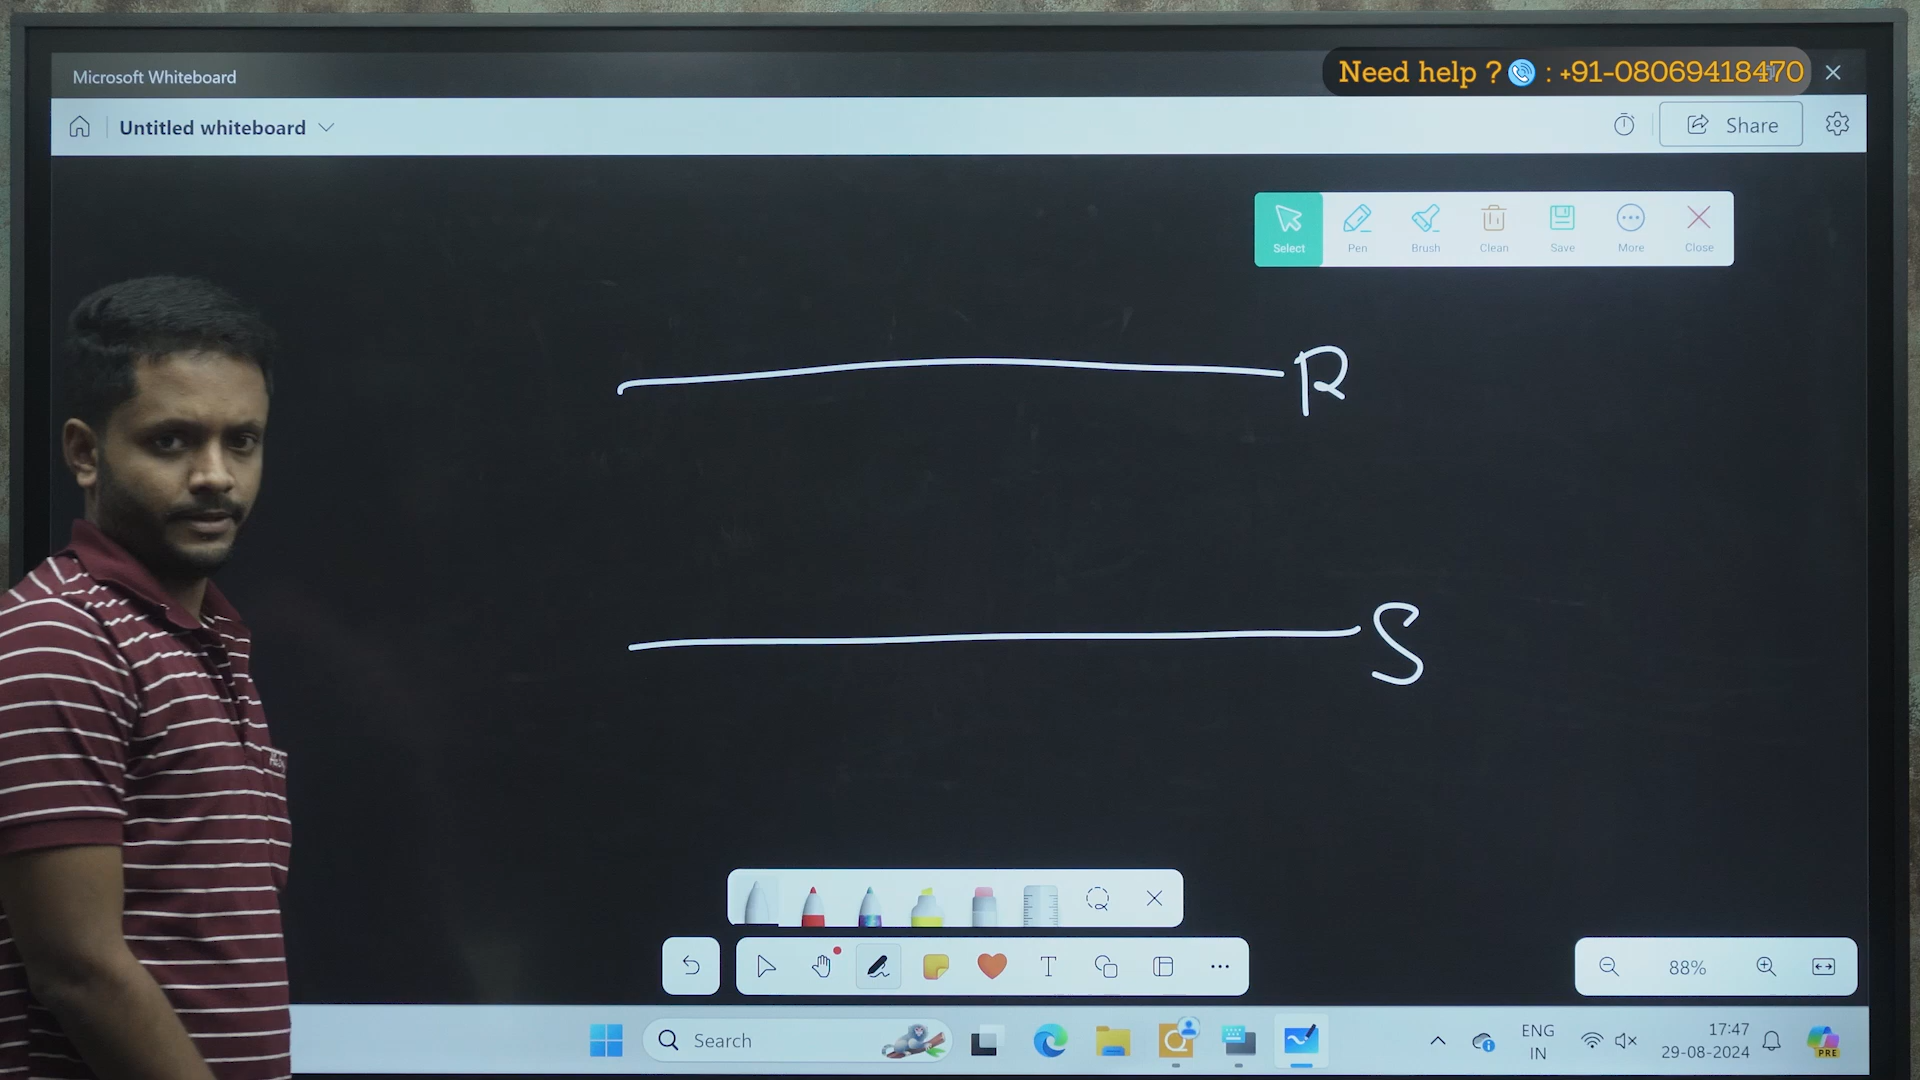 Microsoft Whiteboard
Need help ? : +91-08069418470
Untitled whiteboard
Share
Select
Pen
Brush
Clean
Save
More
Close
R
S
T
88%
Search
ENG
IN
17:47
29-08-2024
PRE